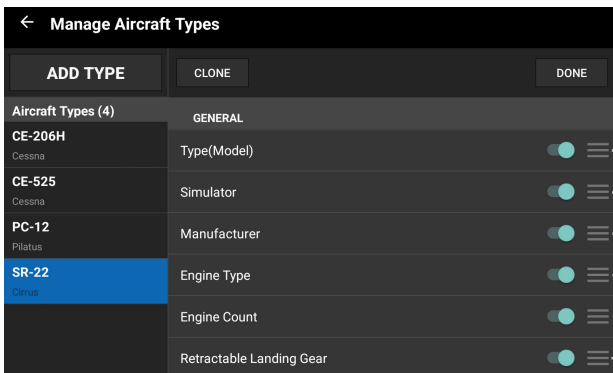 Manage Aircraft Types
ADD TYPE
CLONE
DONE
Aircraft Types (4)
CE-206H
Cessna
CE-525
Cessna
PC-12
Pilatus
SR-22
Cirrus
GENERAL
Type(Model)
Simulator
Manufacturer
Engine Type
Engine Count
Retractable Landing Gear